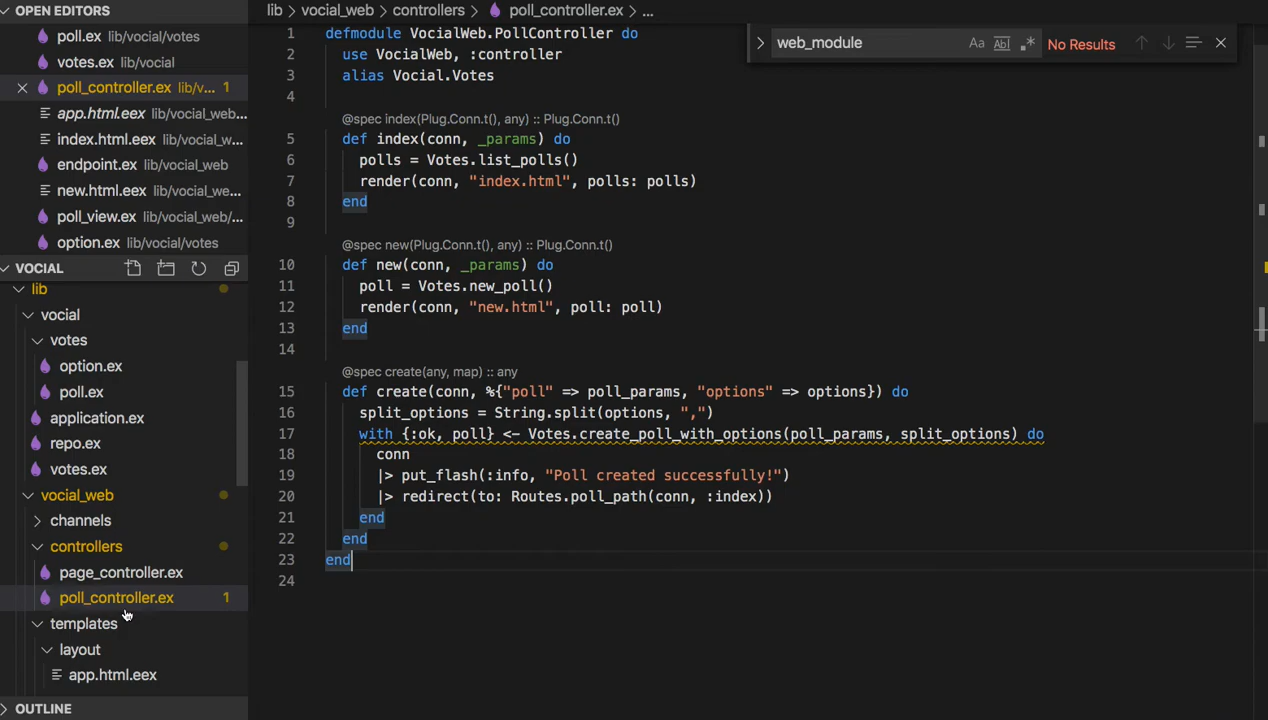 OPEN EDITORS
poll.ex lib/vocial/votes
votes.ex lib/vocial
poll_controller.ex lib/v... 1
app.html.eex lib/vocial_web...
index.html.eex lib/vocial_w...
endpoint.ex lib/vocial_web
new.html.eex lib/vocial_we...
poll_view.ex lib/vocial_web/...
option.ex lib/vocial/votes
VOCIAL
lib
vocial
votes
option.ex
poll.ex
application.ex
repo.ex
votes.ex
vocial_web
channels
controllers
page_controller.ex
poll_controller.ex 1
templates
layout
app.html.eex
OUTLINE
lib > vocial_web > controllers > poll_controller.ex > ...
web_module Aa Ab| .* No Results
1 defmodule VocialWeb.PollController do
2 use VocialWeb, :controller
3 alias Vocial.Votes
4
@spec index(Plug.Conn.t(), any) :: Plug.Conn.t()
5 def index(conn, _params) do
6 polls = Votes.list_polls()
7 render(conn, "index.html", polls: polls)
8 end
9
@spec new(Plug.Conn.t(), any) :: Plug.Conn.t()
10 def new(conn, _params) do
11 poll = Votes.new_poll()
12 render(conn, "new.html", poll: poll)
13 end
14
@spec create(any, map) :: any
15 def create(conn, %{"poll" => poll_params, "options" => options}) do
16 split_options = String.split(options, ",")
17 with {:ok, poll} <- Votes.create_poll_with_options(poll_params, split_options) do
18 conn
19 |> put_flash(:info, "Poll created successfully!")
20 |> redirect(to: Routes.poll_path(conn, :index))
21 end
22 end
23 end
24